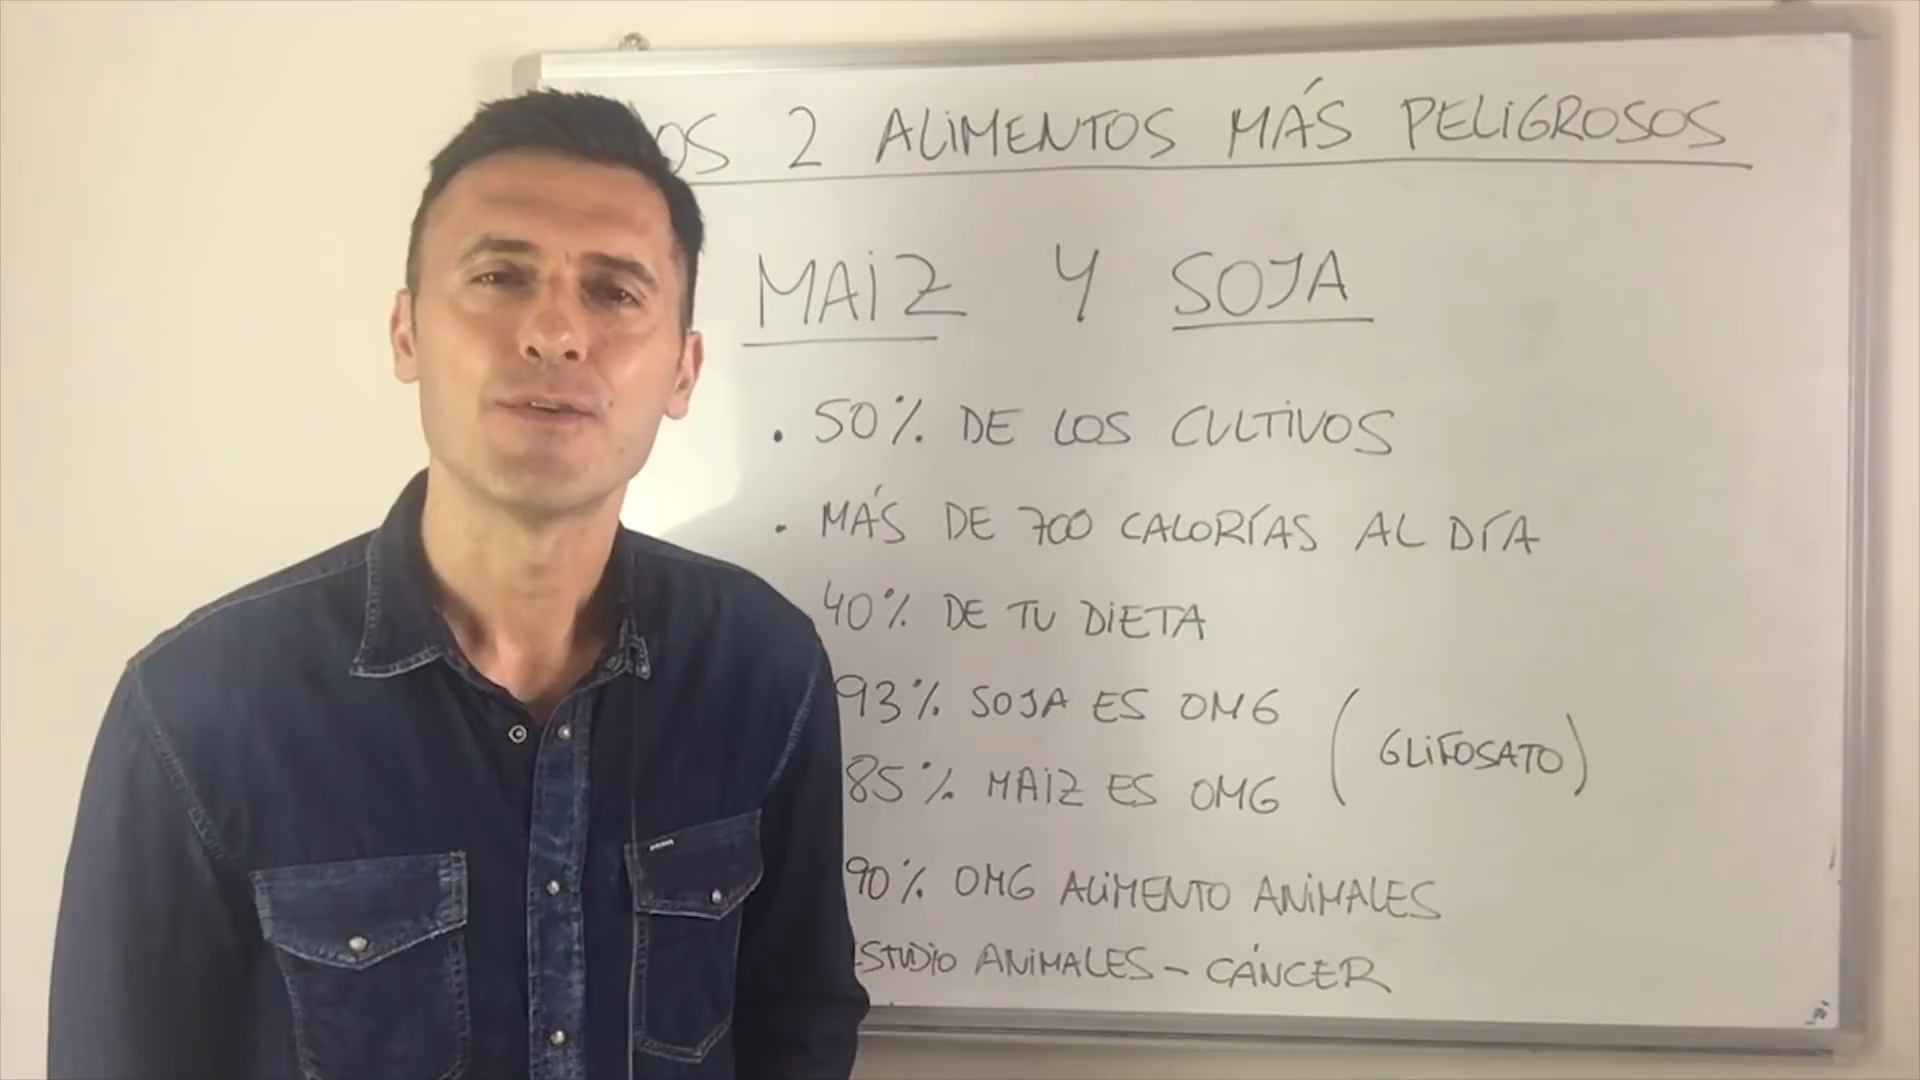 OS 2 ALIMENTOS MÁS PELIGROSOS
MAIZ Y SOJA
• 50% DE LOS CULTIVOS
• MÁS DE 700 CALORÍAS AL DÍA
40% DE TU DIETA
93% SOJA ES OMG
(GLIFOSATO)
85% MAIZ ES OMG
90% OMG ALIMENTO ANIMALES
ESTUDIO ANIMALES - CÁNCER